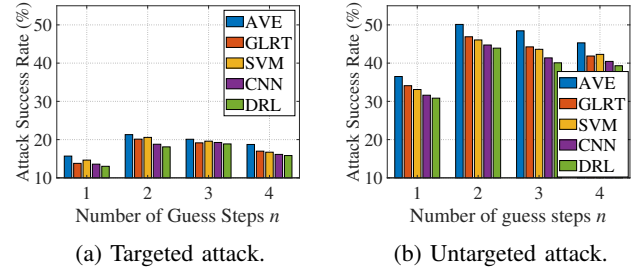 Attack Success Rate (%)
50
40
30
20
10
AVE
GLRT
SVM
CNN
DRL
1 2 3 4
Number of Guess Steps n
(a) Targeted attack.
Attack Success Rate (%)
50
40
30
20
10
AVE
GLRT
SVM
CNN
DRL
1 2 3 4
Number of guess steps n
(b) Untargeted attack.